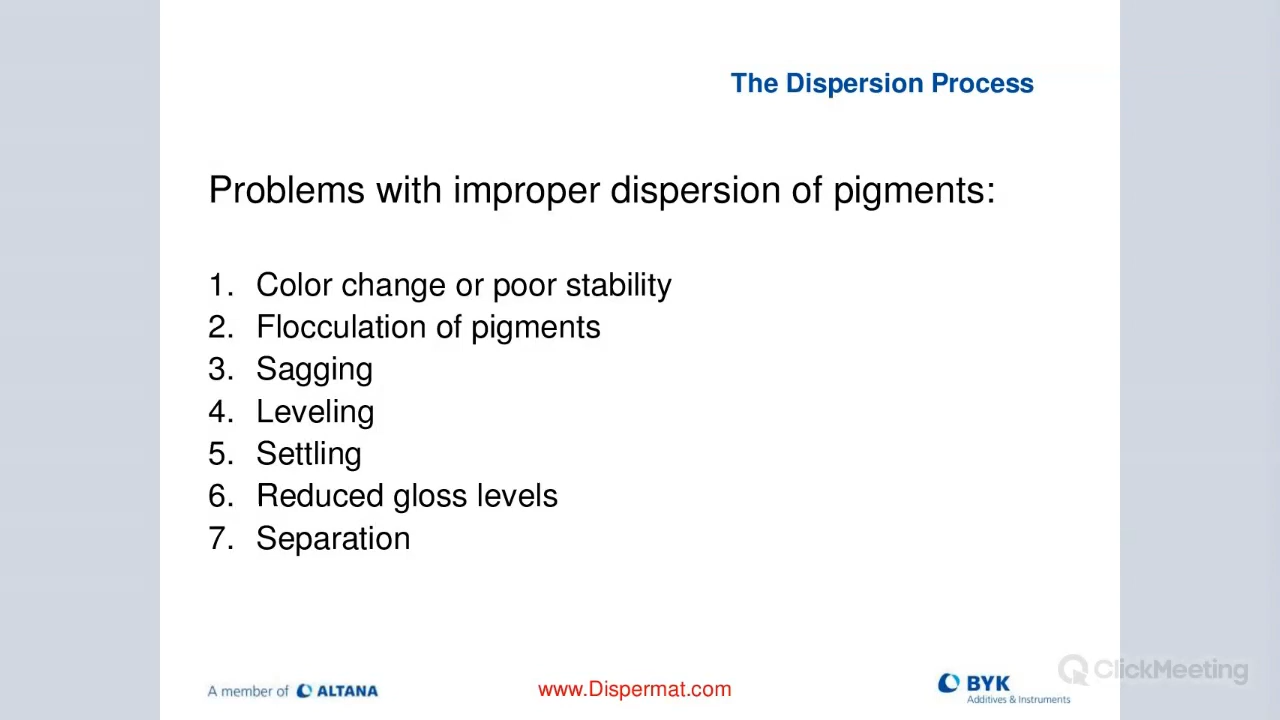 The Dispersion Process
Problems with improper dispersion of pigments:
1. Color change or poor stability
2. Flocculation of pigments
3. Sagging
4. Leveling
5. Settling
6. Reduced gloss levels
7. Separation
A member of ALTANA
www.Dispermat.com
BYK
Additives & Instruments
ClickMeeting